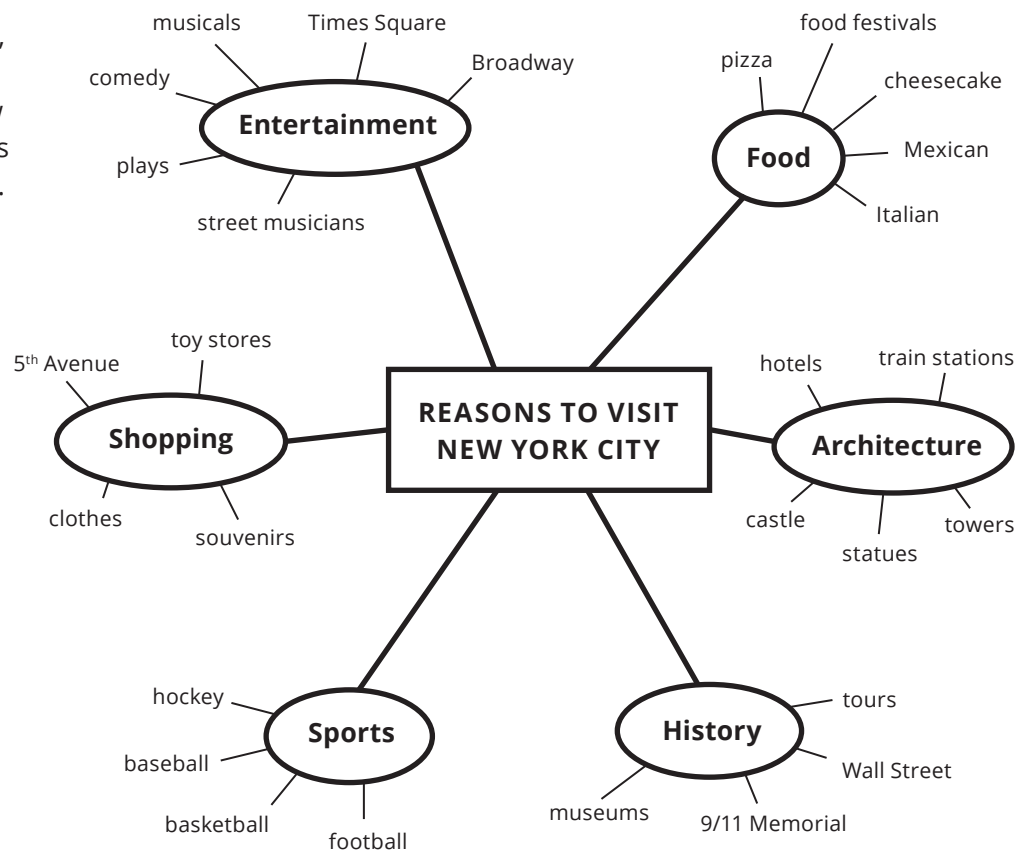 musicals
Times Square
Broadway
comedy
Entertainment
plays
street musicians
food festivals
pizza
cheesecake
Food
Mexican
Italian
5th Avenue
toy stores
Shopping
clothes
souvenirs
REASONS TO VISIT
NEW YORK CITY
hotels
train stations
Architecture
castle
statues
towers
hockey
Sports
baseball
basketball
football
History
tours
Wall Street
museums
9/11 Memorial